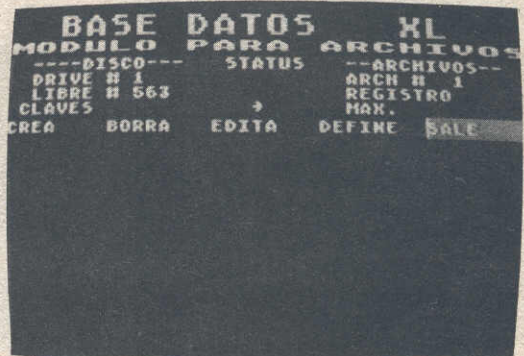 BASE DATOS XL
MODULO PARA ARCHIVOS
----DISCO--- STATUS --ARCHIVOS--
DRIVE # 1 ARCH # 1
LIBRE # 563 REGISTRO
CLAVES → MAX.
CREA BORRA EDITA DEFINE SALE